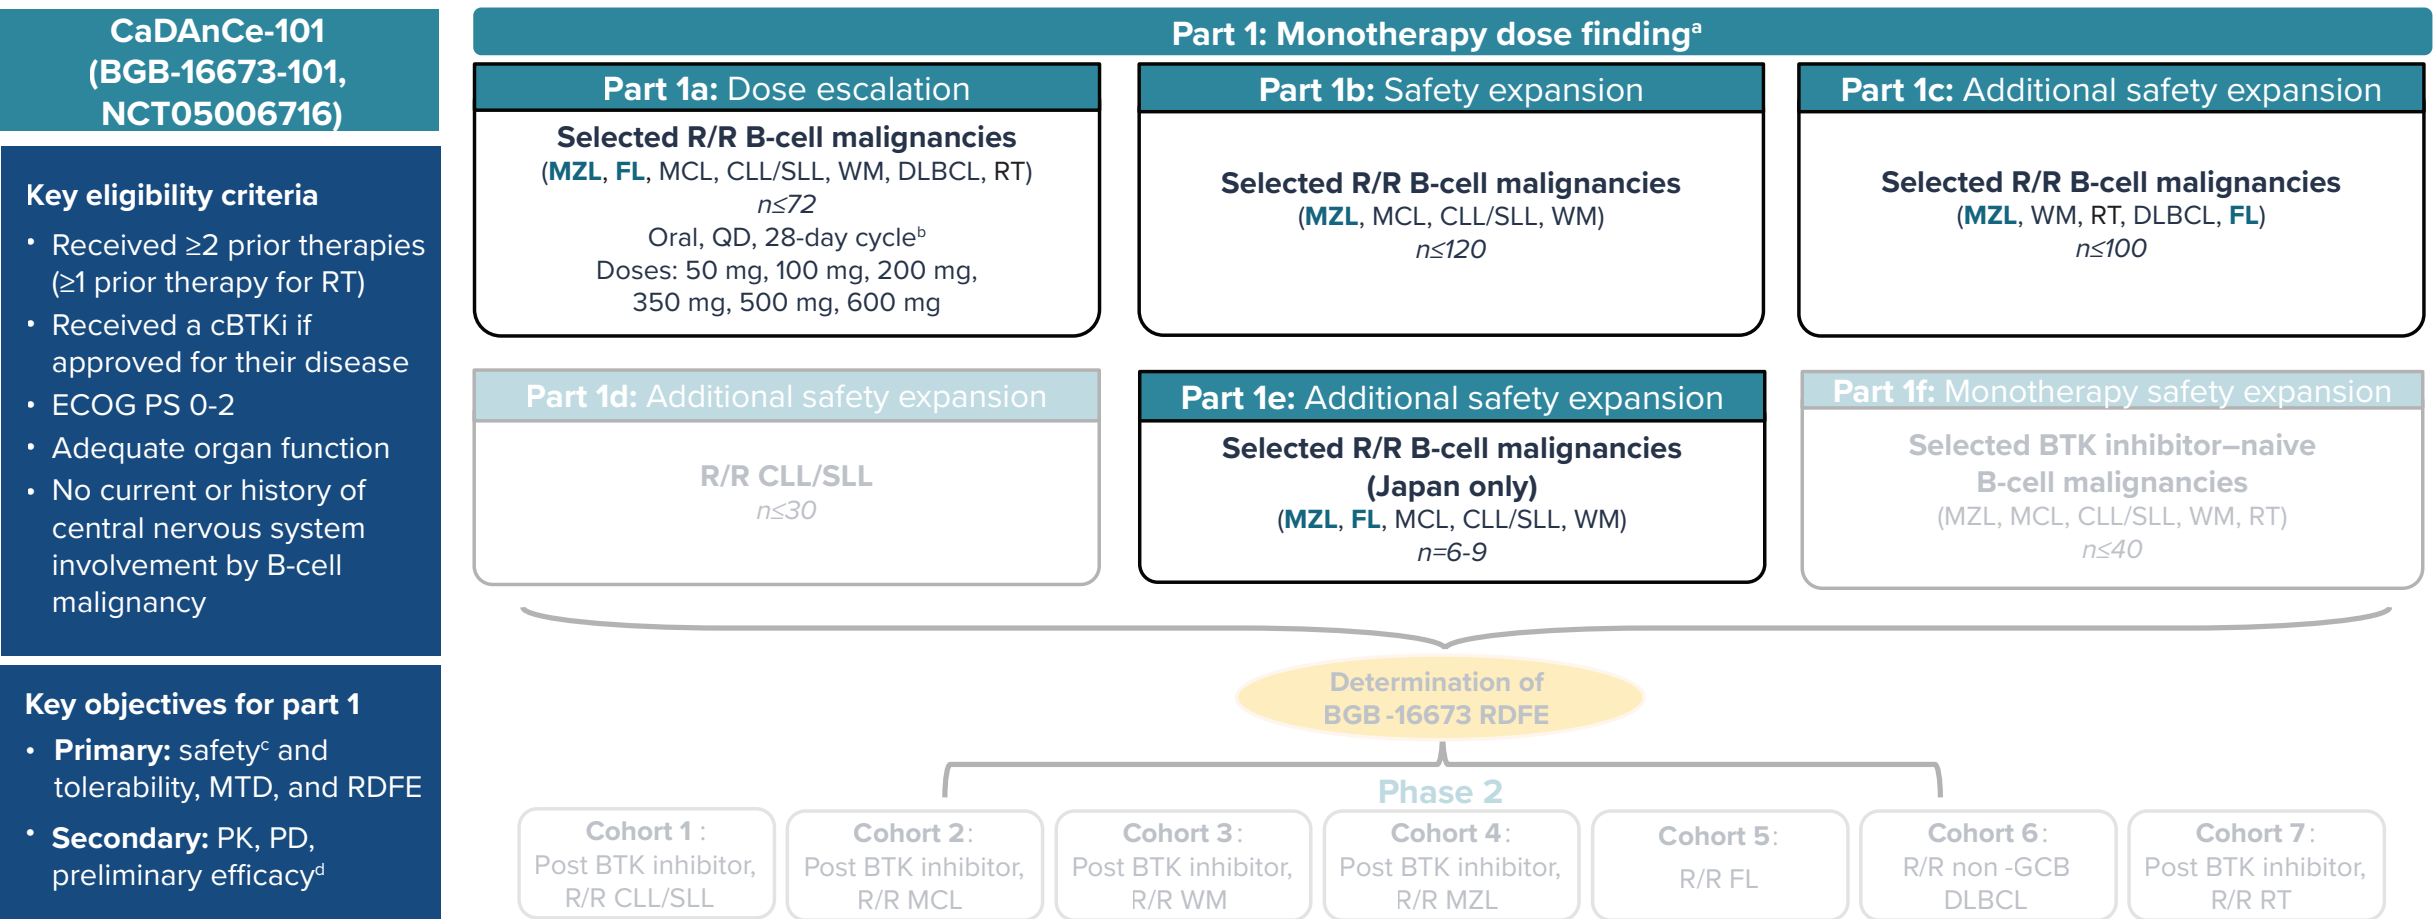 CaDAnCe-101
(BGB-16673-101,
NCT05006716)
Key eligibility criteria
• Received ≥2 prior therapies
(≥1 prior therapy for RT)
• Received a cBTKi if
approved for their disease
• ECOG PS 0-2
• Adequate organ function
• No current or history of
central nervous system
involvement by B-cell
malignancy
Key objectives for part 1
• Primary: safetyᶜ and
tolerability, MTD, and RDFE
• Secondary: PK, PD,
preliminary efficacyᵈ
Part 1: Monotherapy dose findingᵃ
Part 1a: Dose escalation
Selected R/R B-cell malignancies
(MZL, FL, MCL, CLL/SLL, WM, DLBCL, RT)
n≤72
Oral, QD, 28-day cycleᵇ
Doses: 50 mg, 100 mg, 200 mg,
350 mg, 500 mg, 600 mg
Part 1b: Safety expansion
Selected R/R B-cell malignancies
(MZL, MCL, CLL/SLL, WM)
n≤120
Part 1c: Additional safety expansion
Selected R/R B-cell malignancies
(MZL, WM, RT, DLBCL, FL)
n≤100
Part 1d: Additional safety expansion
R/R CLL/SLL
n≤30
Part 1e: Additional safety expansion
Selected R/R B-cell malignancies
(Japan only)
(MZL, FL, MCL, CLL/SLL, WM)
n=6-9
Part 1f: Monotherapy safety expansion
Selected BTK inhibitor–naive
B-cell malignancies
(MZL, MCL, CLL/SLL, WM, RT)
n≤40
Determination of
BGB-16673 RDFE
Phase 2
Cohort 1:
Post BTK inhibitor,
R/R CLL/SLL
Cohort 2:
Post BTK inhibitor,
R/R MCL
Cohort 3:
Post BTK inhibitor,
R/R WM
Cohort 4:
Post BTK inhibitor,
R/R MZL
Cohort 5:
R/R FL
Cohort 6:
R/R non-GCB
DLBCL
Cohort 7:
Post BTK inhibitor,
R/R RT